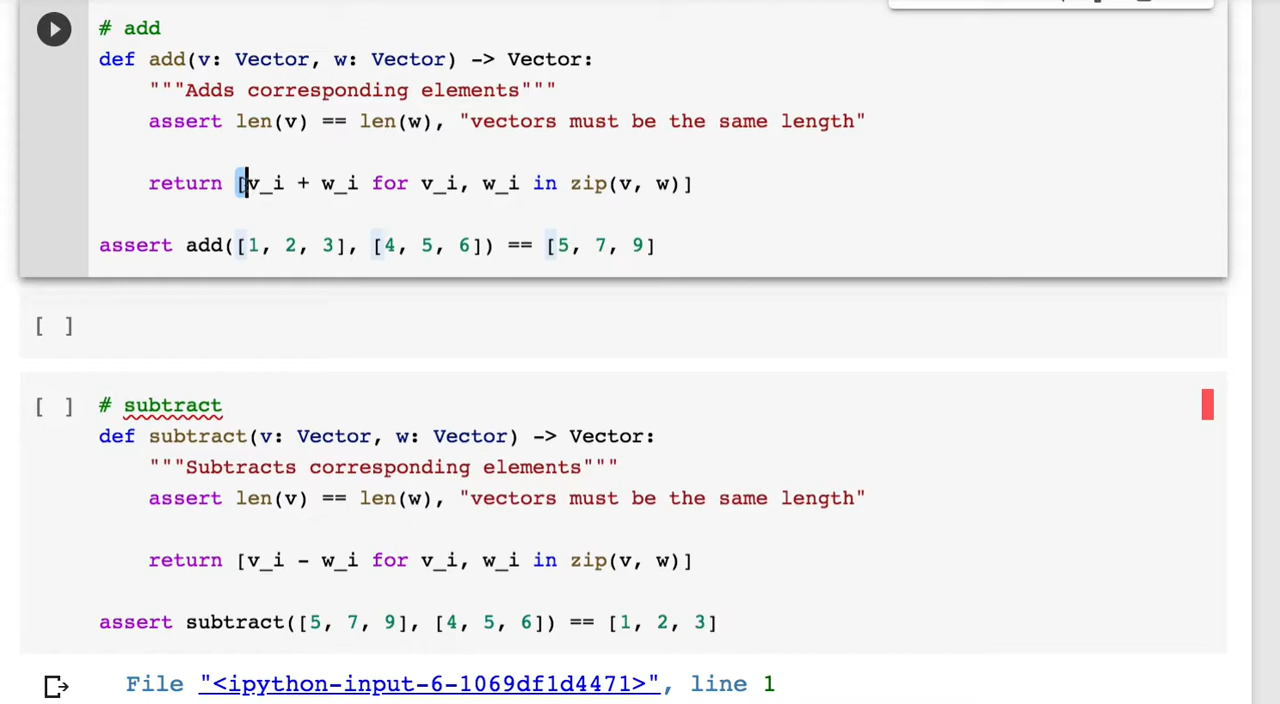 # add
def add(v: Vector, w: Vector) -> Vector:
"""Adds corresponding elements"""
assert len(v) == len(w), "vectors must be the same length"
return [v_i + w_i for v_i, w_i in zip(v, w)]
assert add([1, 2, 3], [4, 5, 6]) == [5, 7, 9]
[ ]
[ ] # subtract
def subtract(v: Vector, w: Vector) -> Vector:
"""Subtracts corresponding elements"""
assert len(v) == len(w), "vectors must be the same length"
return [v_i - w_i for v_i, w_i in zip(v, w)]
assert subtract([5, 7, 9], [4, 5, 6]) == [1, 2, 3]
File "<ipython-input-6-1069df1d4471>", line 1